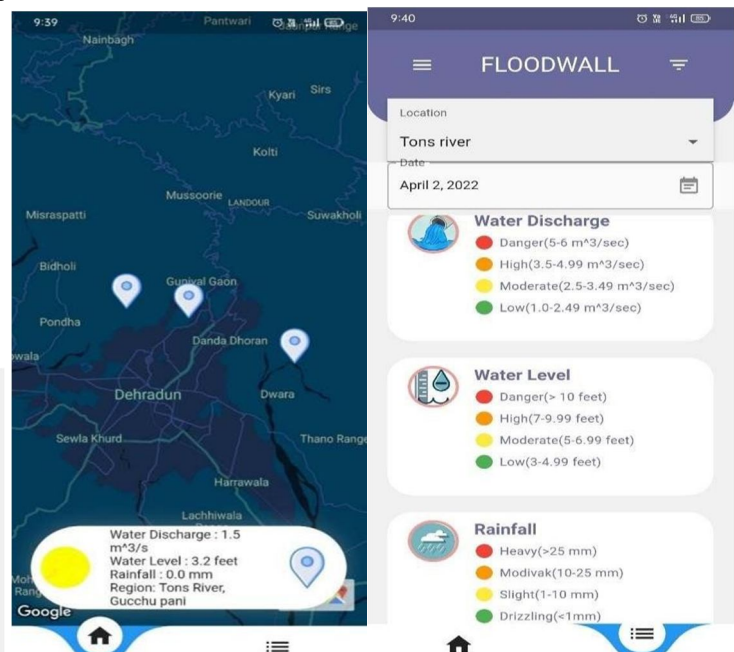 9:39
Pantwari
Nainbagh
Kyari
Sirs
Kolti
Mussoorie
LANDOUR
Misraspatti
Suwakholi
Bidholi
Guniyal Gaon
Pondha
Danda Dhoran
wala
Dehradun
Dwara
Sewla Khurd
Thano Range
Harrawala
Lachhiwala
Water Discharge : 1.5
m^3/s
Water Level : 3.2 feet
Rainfall : 0.0 mm
Region: Tons River,
Gucchu pani
Google
9:40
FLOODWALL
Location
Tons river
Date
April 2, 2022
Water Discharge
Danger(5-6 m^3/sec)
High(3.5-4.99 m^3/sec)
Moderate(2.5-3.49 m^3/sec)
Low(1.0-2.49 m^3/sec)
Water Level
Danger(> 10 feet)
High(7-9.99 feet)
Moderate(5-6.99 feet)
Low(3-4.99 feet)
Rainfall
Heavy(>25 mm)
Modivak(10-25 mm)
Slight(1-10 mm)
Drizzling(<1mm)